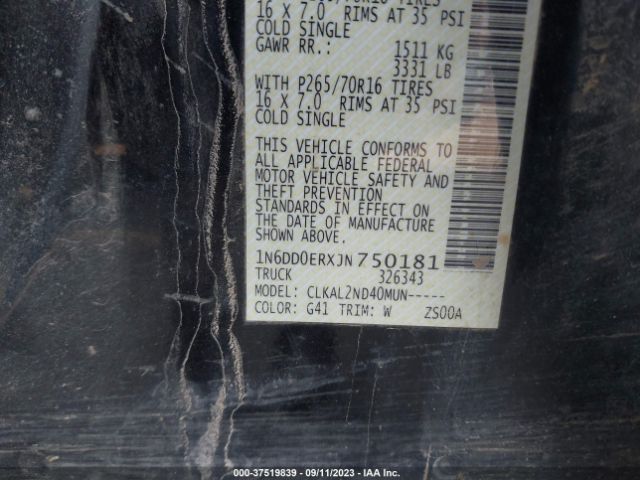 16 X 7.0 RIMS AT 35 PSI
COLD SINGLE
GAWR RR.: 1511 KG
3331 LB
WITH P265/70R16 TIRES
16 X 7.0 RIMS AT 35 PSI
COLD SINGLE
THIS VEHICLE CONFORMS TO
ALL APPLICABLE FEDERAL
MOTOR VEHICLE SAFETY AND
THEFT PREVENTION
STANDARDS IN EFFECT ON
THE DATE OF MANUFACTURE
SHOWN ABOVE.
1N6DD0ERXJN750181
TRUCK 326343
MODEL: CLKAL2ND40MUN-----
COLOR: G41 TRIM: W ZS00A
000-37519839 - 09/11/2023 - IAA Inc.